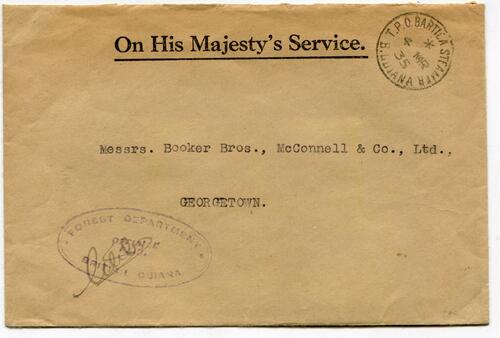 On His Majesty's Service.
T.P.O. BARTICA STEAMER
*
4 MR
35
B. GUIANA
Messrs. Booker Bros., McConnell & Co., Ltd.,
GEORGETOWN.
FOREST DEPARTMENT
BRITISH GUIANA